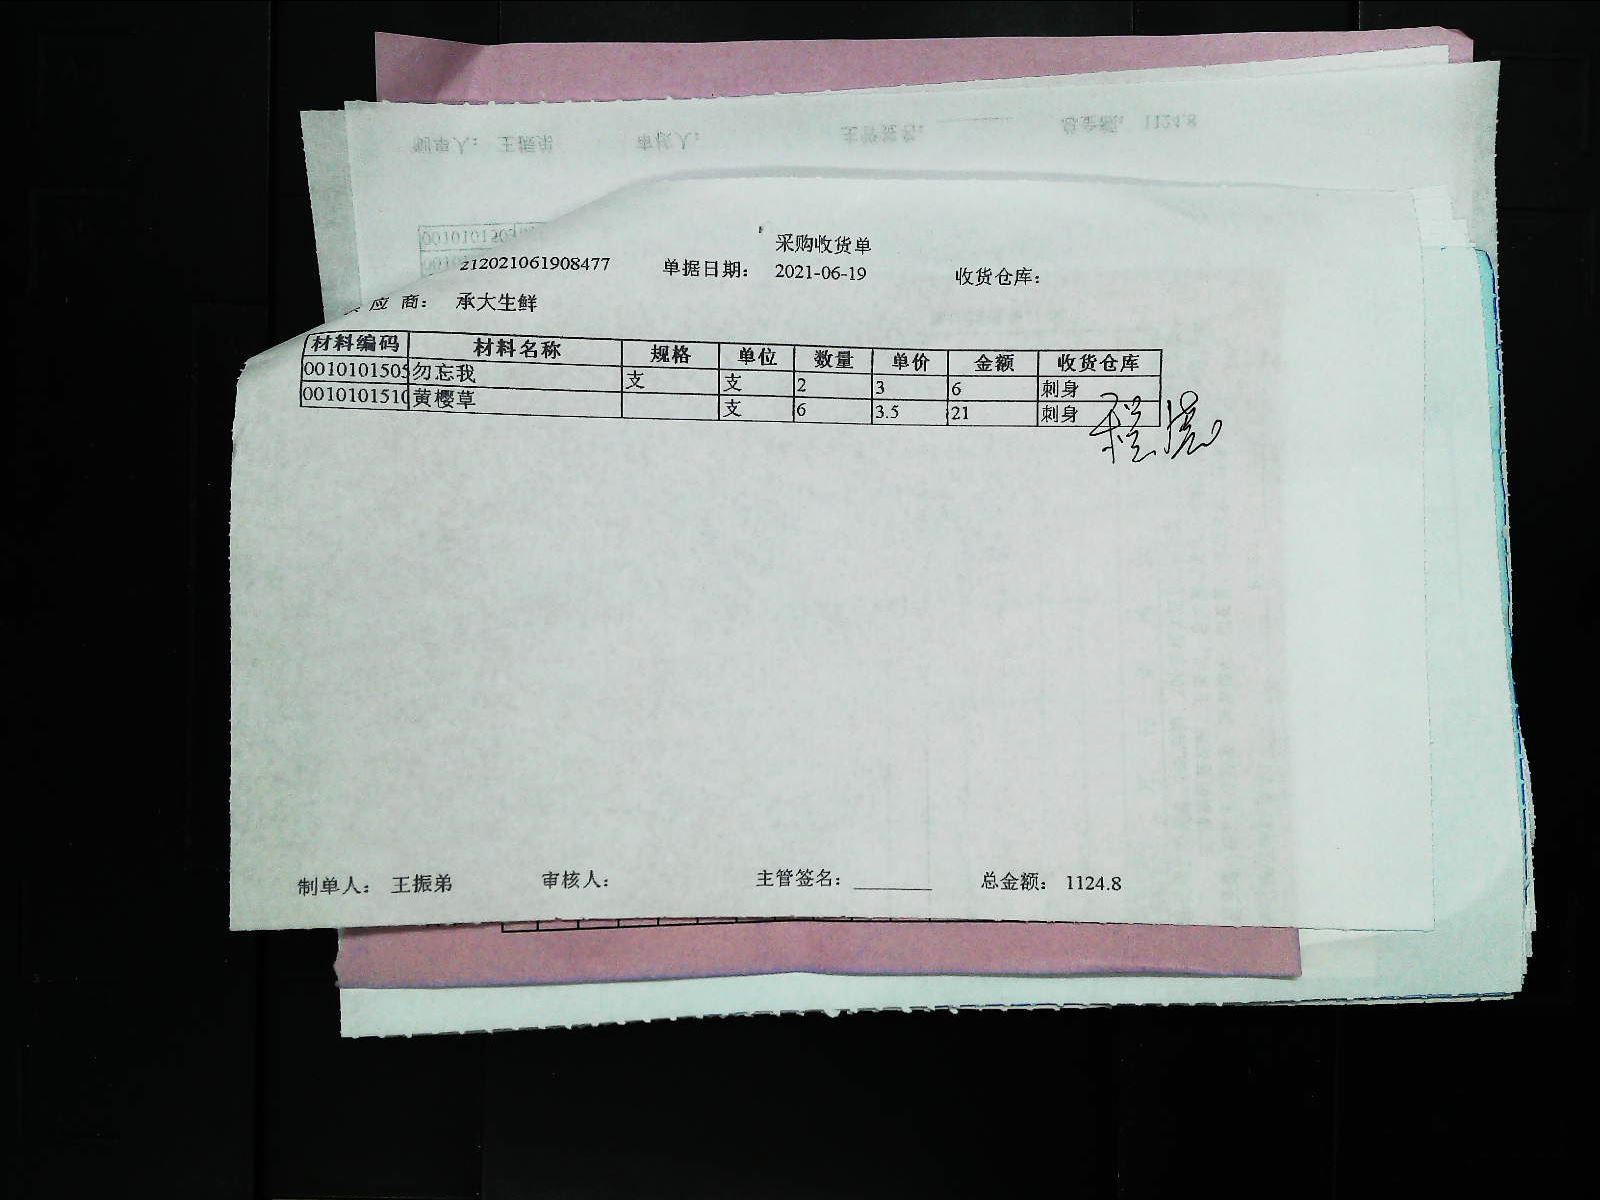 采购收货单
212021061908477 单据日期： 2021-06-19 收货仓库：
应 商： 承大生鲜
材料编码 材料名称 规格 单位 数量 单价 金额 收货仓库
0010101505 勿忘我 支 支 2 3 6 刺身
001010151 黄樱草 支 6 3.5 21 刺身
制单人： 王振弟 审核人： 主管签名： ________ 总金额： 1124.8